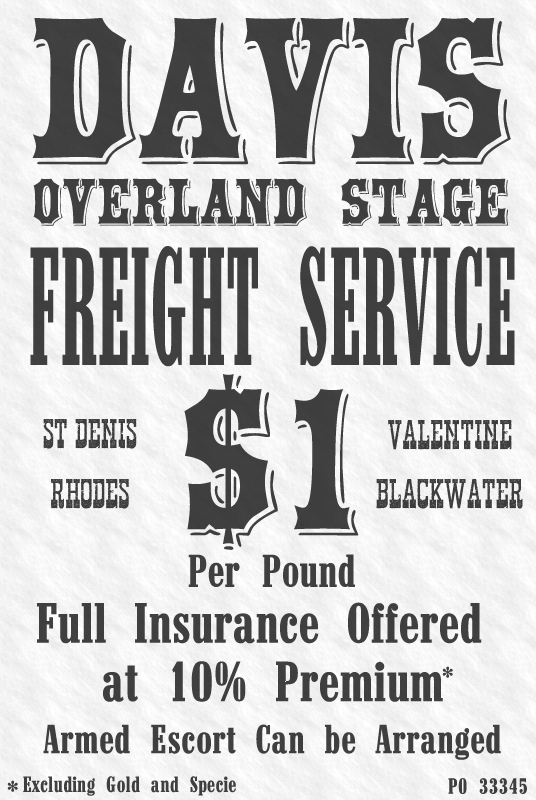 DAVIS
OVERLAND STAGE
FREIGHT SERVICE
$1
ST DENIS
RHODES
VALENTINE
BLACKWATER
Per Pound
Full Insurance Offered
at 10% Premium*
Armed Escort Can be Arranged
* Excluding Gold and Specie
PO 33345